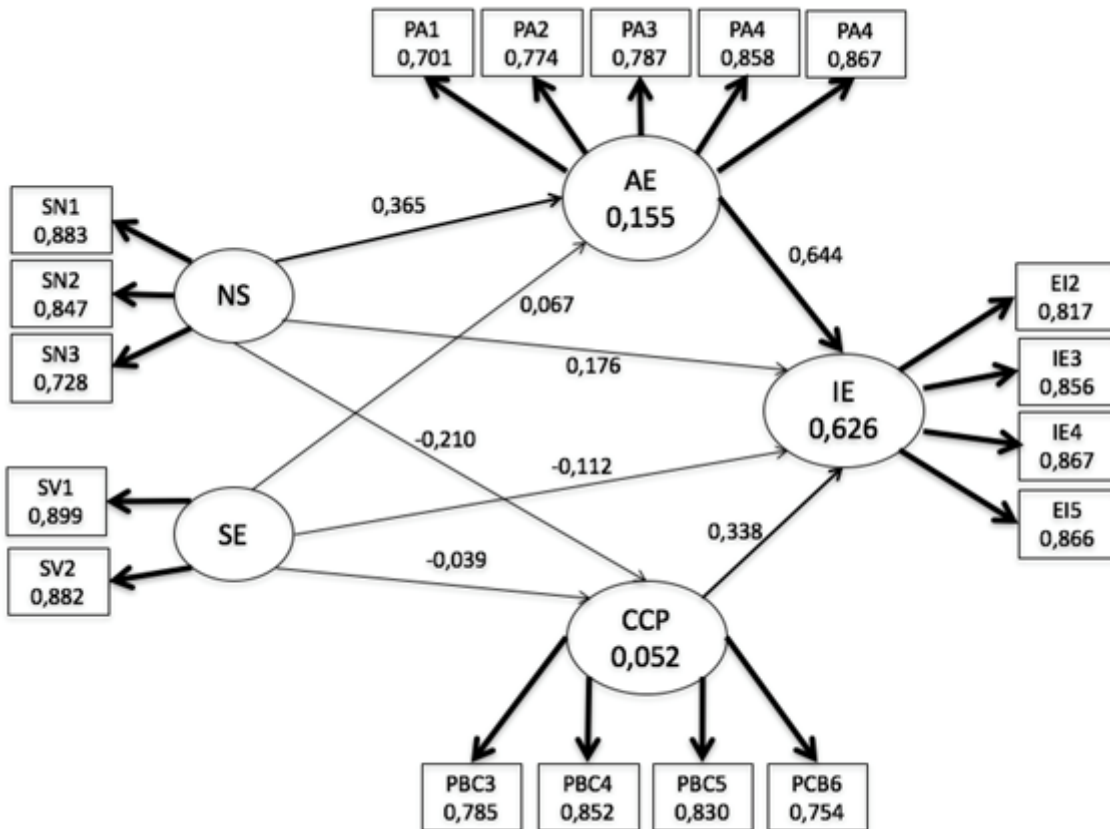 PA1
0,701
PA2
0,774
PA3
0,787
PA4
0,858
PA4
0,867
AE
0,155
0,365
0,644
SN1
0,883
SN2
0,847
SN3
0,728
NS
0,067
0,176
EI2
0,817
IE3
0,856
IE4
0,867
EI5
0,866
IE
0,626
-0,210
-0,112
SV1
0,899
SV2
0,882
SE
-0,039
0,338
CCP
0,052
PBC3
0,785
PBC4
0,852
PBC5
0,830
PCB6
0,754